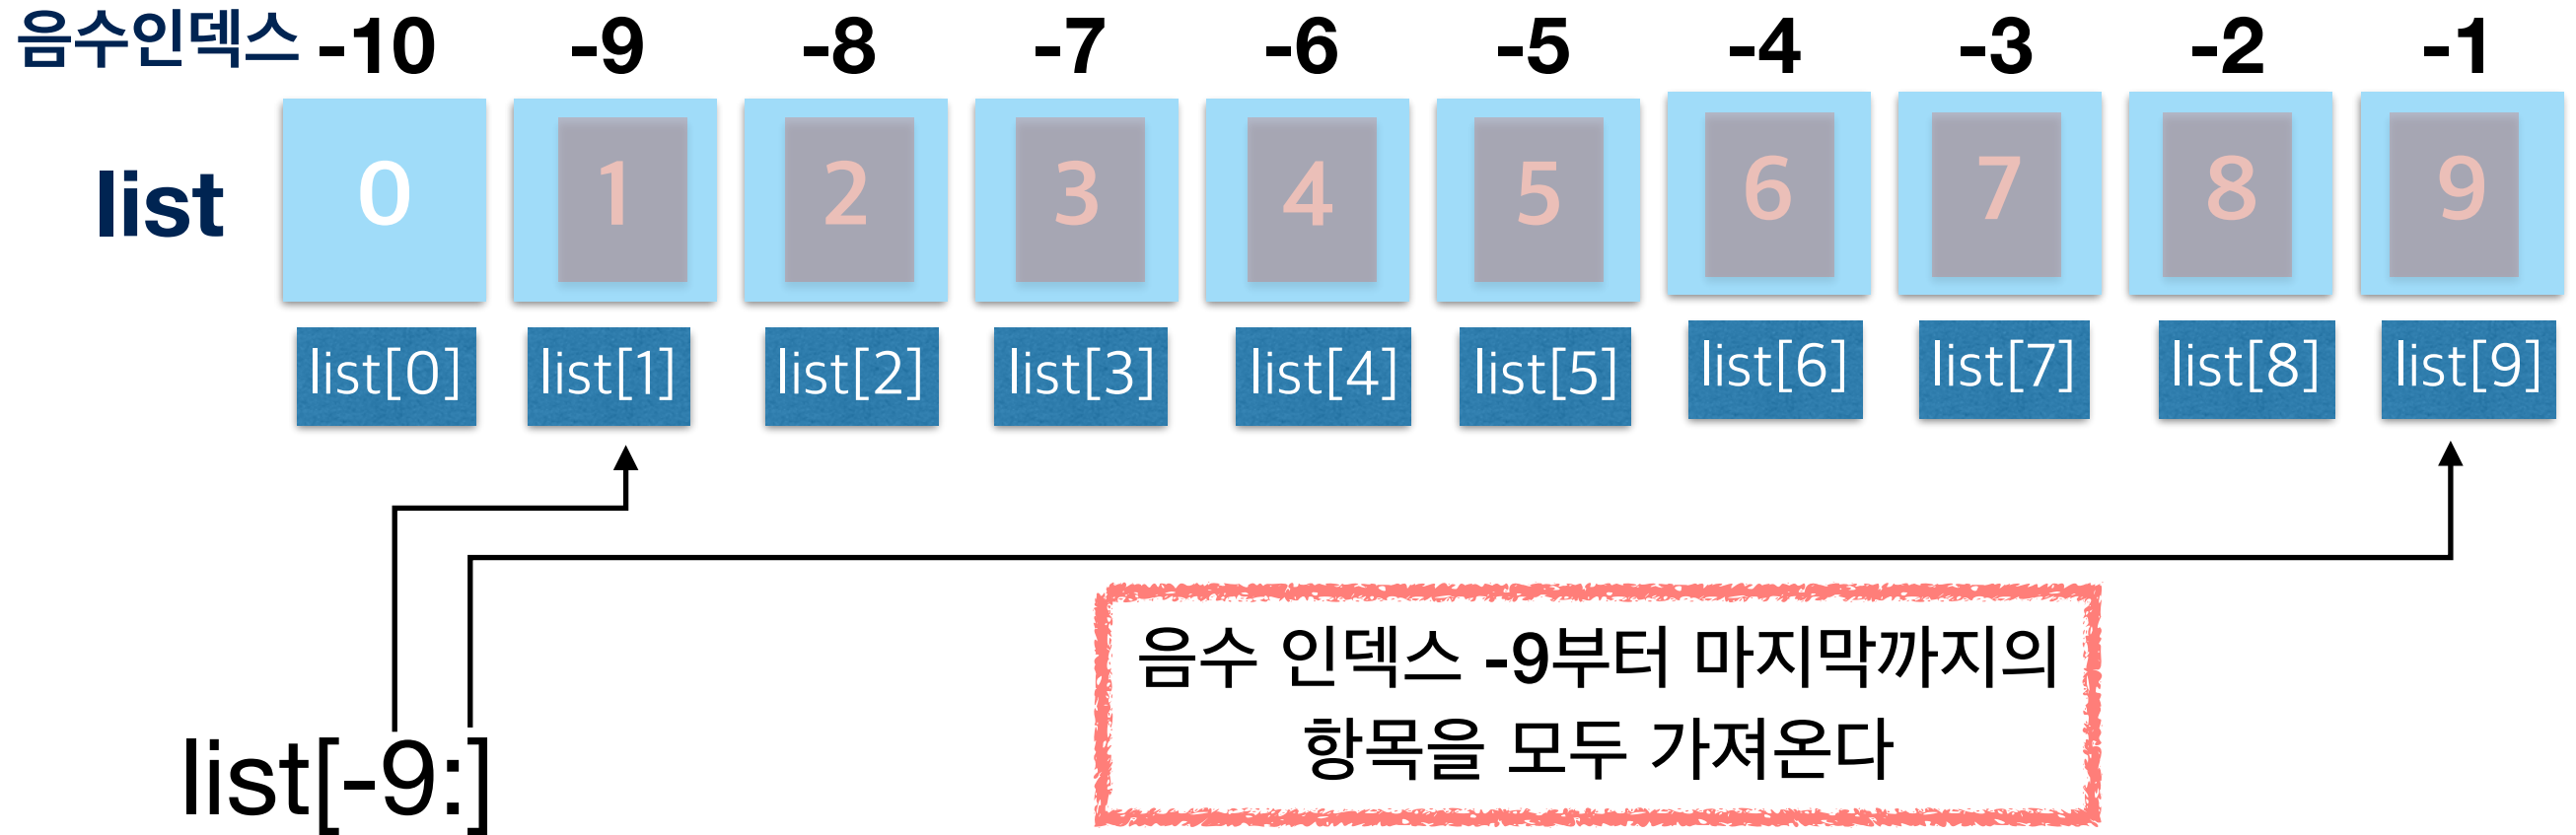 음수인덱스 -10 -9 -8 -7 -6 -5 -4 -3 -2 -1
list 0 1 2 3 4 5 6 7 8 9
list[0] list[1] list[2] list[3] list[4] list[5] list[6] list[7] list[8] list[9]
음수 인덱스 -9부터 마지막까지의
항목을 모두 가져온다
list[-9:]